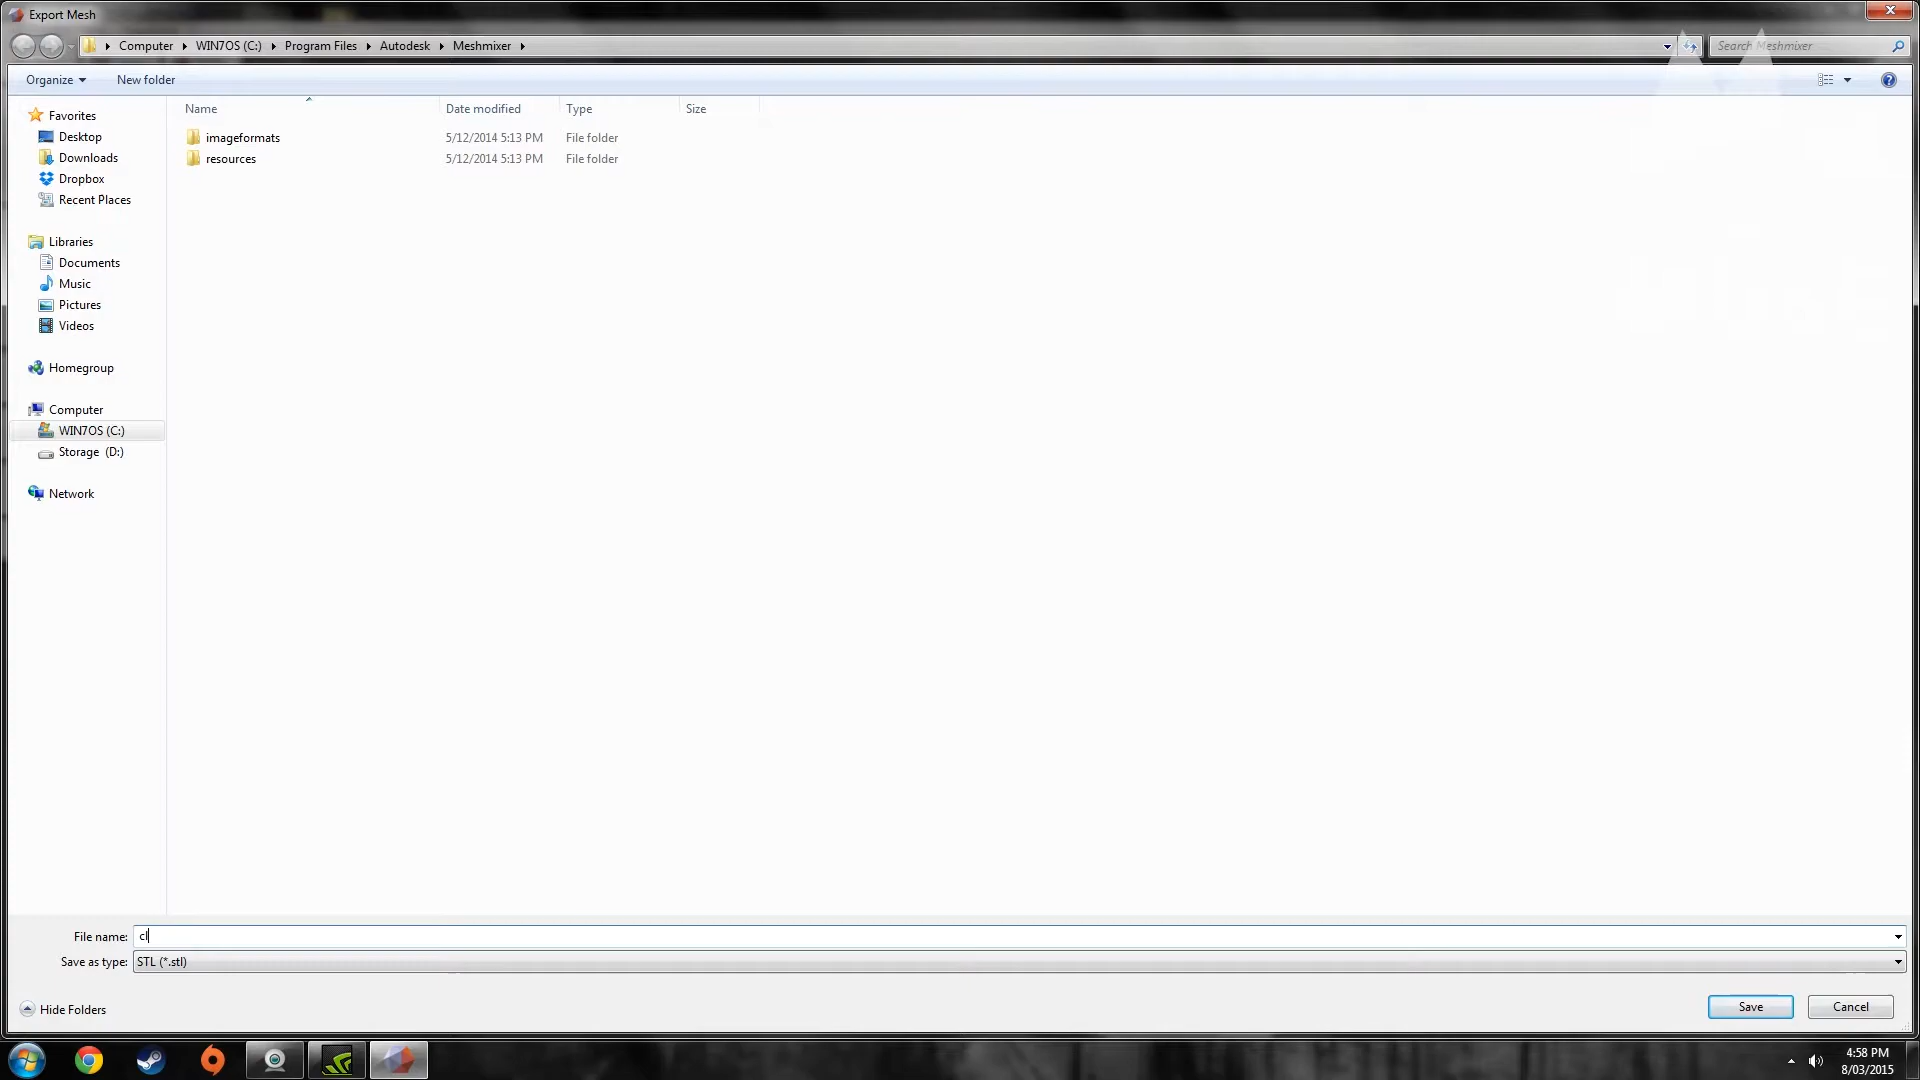 Export Mesh
Computer WIN7OS (C:) Program Files Autodesk Meshmixer
Search Meshmixer
Organize
New folder
Name
Date modified
Type
Size
imageformats
5/12/2014 5:13 PM
File folder
resources
5/12/2014 5:13 PM
File folder
Favorites
Desktop
Downloads
Dropbox
Recent Places
Libraries
Documents
Music
Pictures
Videos
Homegroup
Computer
WIN7OS (C:)
Storage (D:)
Network
File name: cl
Save as type: STL (*.stl)
Hide Folders
Save
Cancel
4:58 PM
8/03/2015